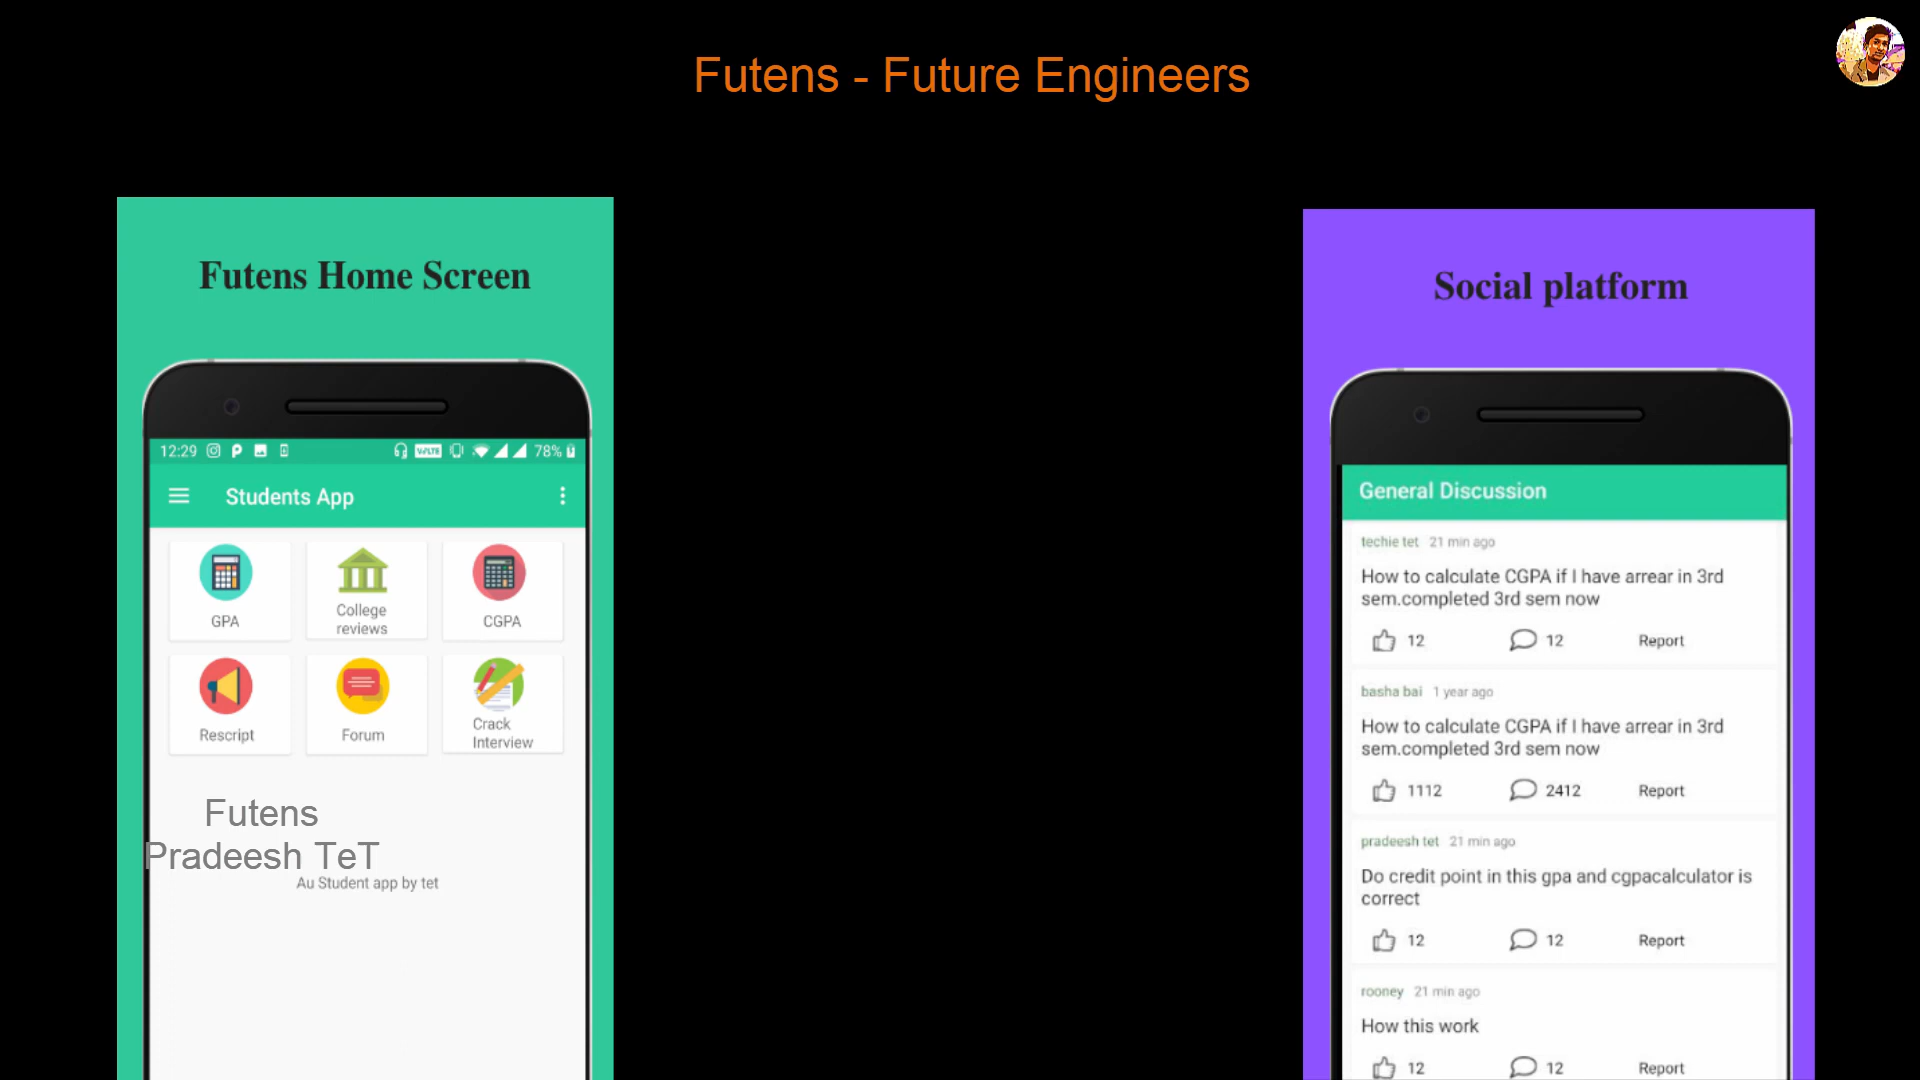 Futens - Future Engineers
Futens Home Screen
12:29
VoLTE
78%
Students App
GPA
College
reviews
CGPA
Rescript
Forum
Crack
Interview
Futens
Pradeesh TeT
Au Student app by tet
Social platform
General Discussion
techie tet 21 min ago
How to calculate CGPA if I have arrear in 3rd
sem.completed 3rd sem now
12 12 Report
basha bai 1 year ago
How to calculate CGPA if I have arrear in 3rd
sem.completed 3rd sem now
1112 2412 Report
pradeesh tet 21 min ago
Do credit point in this gpa and cgpacalculator is
correct
12 12 Report
rooney 21 min ago
How this work
12 12 Report